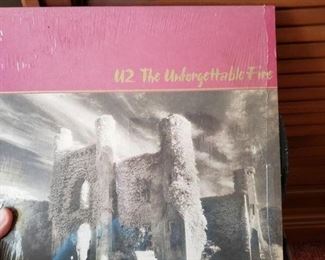 U2 The Unforgettable Fire